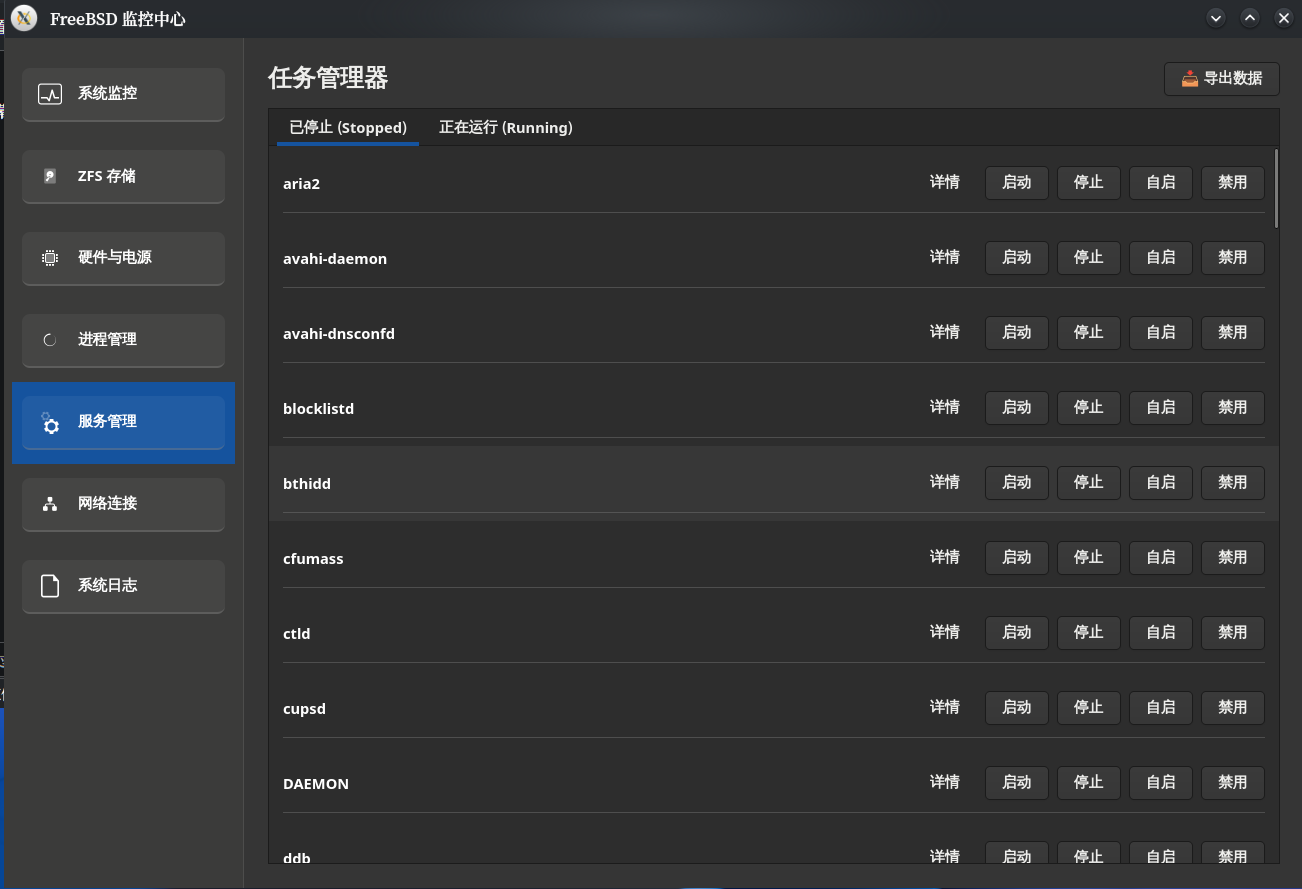 FreeBSD 监控中心
系统监控
ZFS 存储
硬件与电源
进程管理
服务管理
网络连接
系统日志
任务管理器
导出数据
已停止 (Stopped) 正在运行 (Running)
aria2 详情 启动 停止 自启 禁用
avahi-daemon 详情 启动 停止 自启 禁用
avahi-dnsconfd 详情 启动 停止 自启 禁用
blocklistd 详情 启动 停止 自启 禁用
bthidd 详情 启动 停止 自启 禁用
cfumass 详情 启动 停止 自启 禁用
ctld 详情 启动 停止 自启 禁用
cupsd 详情 启动 停止 自启 禁用
DAEMON 详情 启动 停止 自启 禁用
ddb 详情 启动 停止 自启 禁用